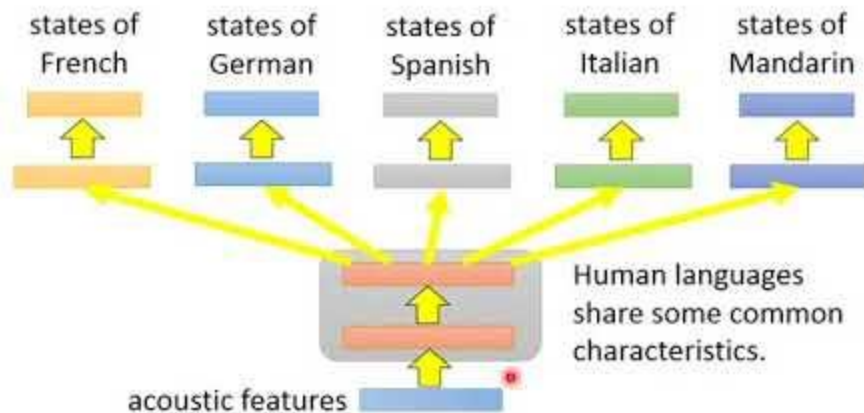 states of
French
states of
German
states of
Spanish
states of
Italian
states of
Mandarin
Human languages
share some common
characteristics.
acoustic features